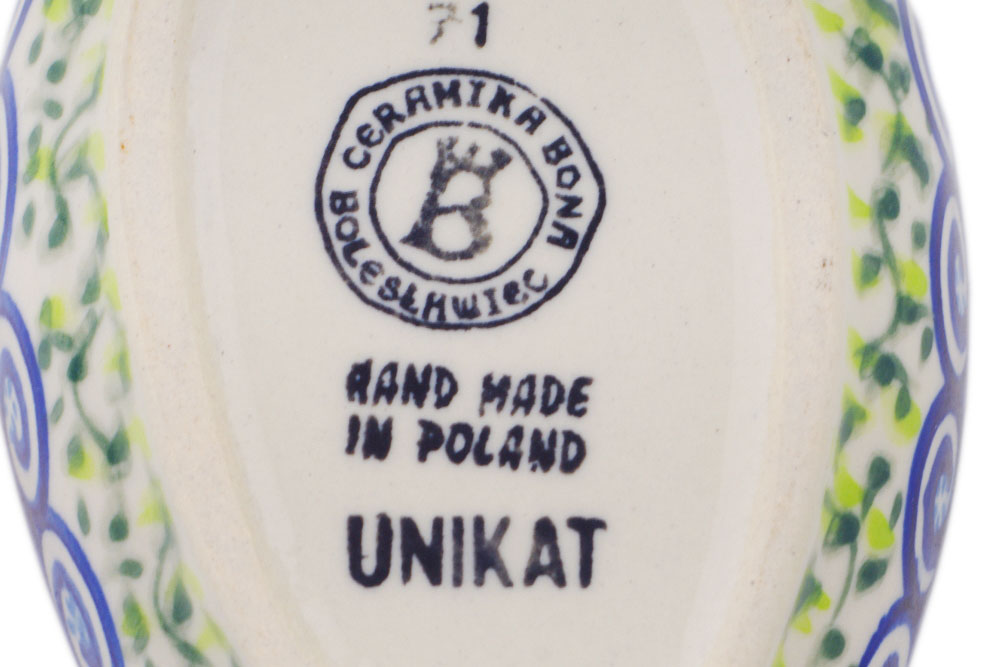 71
CERAMIKA BONA
BOLESŁAWIEC
B
HAND MADE
IN POLAND
UNIKAT